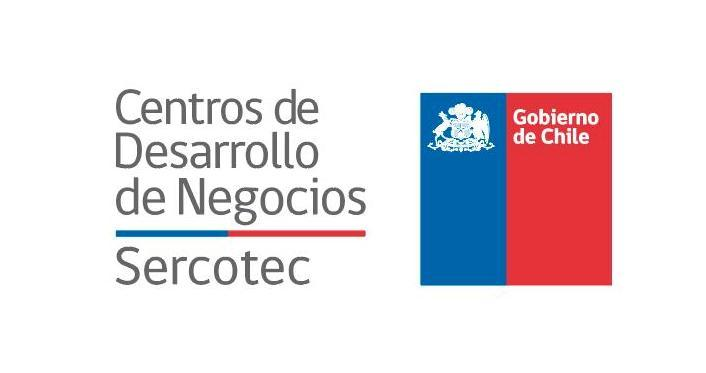 Centros de
Desarrollo
de Negocios
Sercotec
Gobierno
de Chile